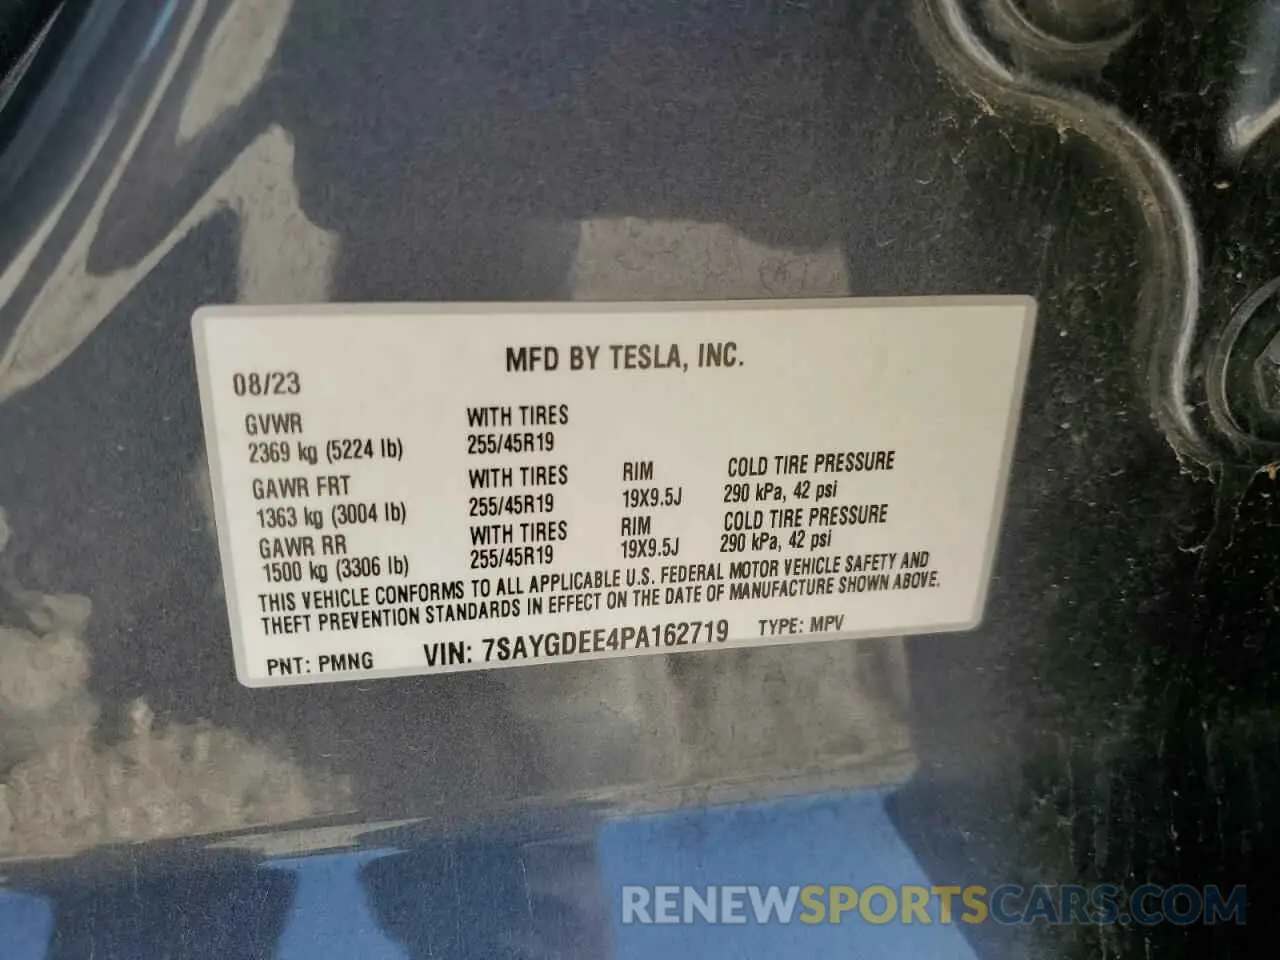 MFD BY TESLA, INC.
08/23
GVWR WITH TIRES
2369 kg (5224 lb) 255/45R19
GAWR FRT WITH TIRES RIM COLD TIRE PRESSURE
1363 kg (3004 lb) 255/45R19 19X9.5J 290 kPa, 42 psi
GAWR RR WITH TIRES RIM COLD TIRE PRESSURE
1500 kg (3306 lb) 255/45R19 19X9.5J 290 kPa, 42 psi
THIS VEHICLE CONFORMS TO ALL APPLICABLE U.S. FEDERAL MOTOR VEHICLE SAFETY AND
THEFT PREVENTION STANDARDS IN EFFECT ON THE DATE OF MANUFACTURE SHOWN ABOVE.
PNT: PMNG VIN: 7SAYGDEE4PA162719 TYPE: MPV
RENEWSPORTSCARS.COM